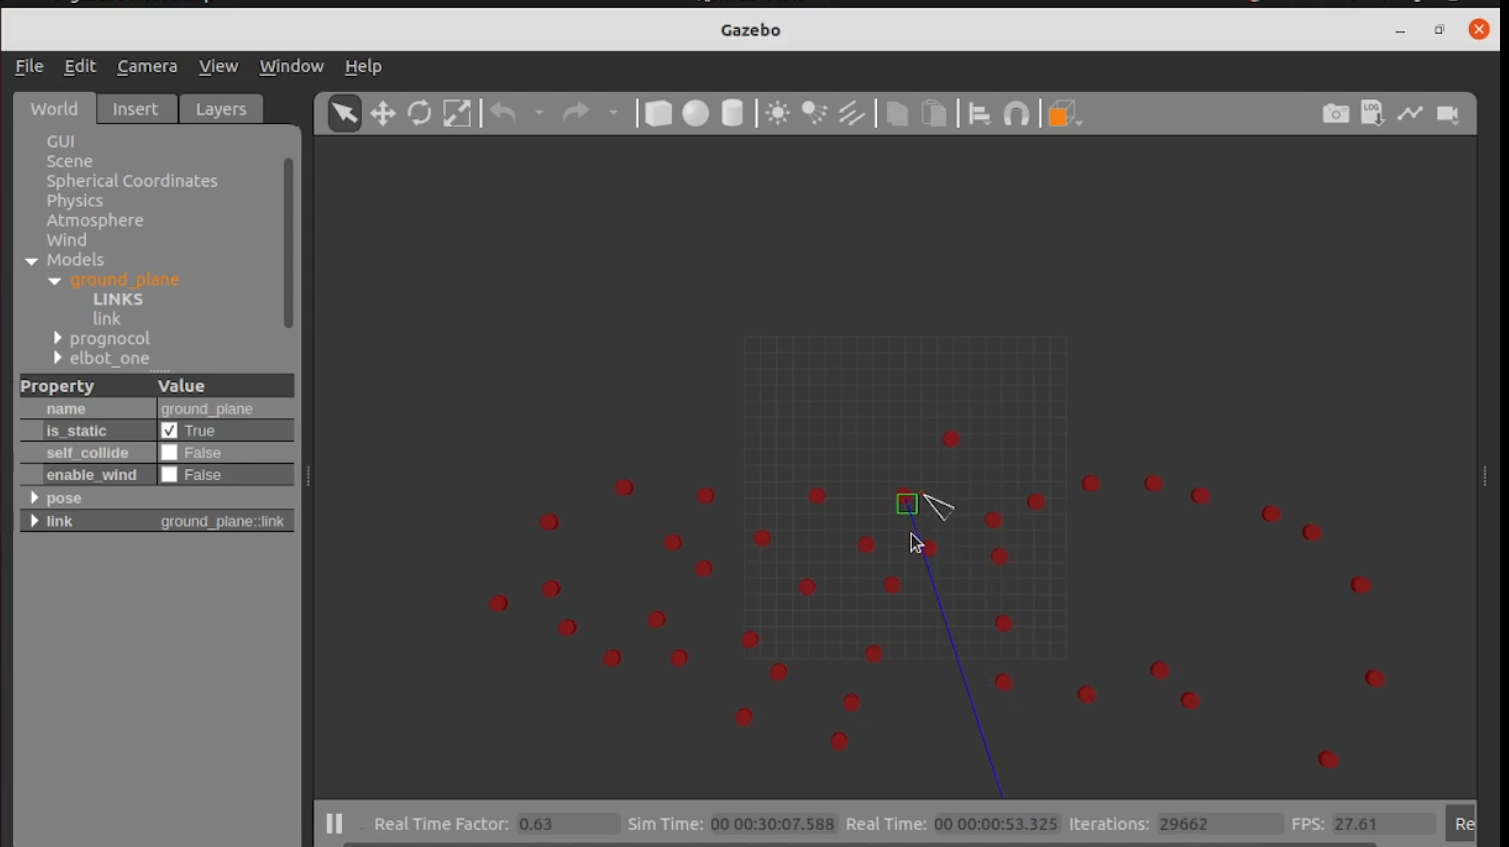 Gazebo
File Edit Camera View Window Help
World Insert Layers
LOG
GUI
Scene
Spherical Coordinates
Physics
Atmosphere
Wind
Models
ground_plane
LINKS
link
prognocol
elbot_one
Property Value
name ground_plane
is_static True
self_collide False
enable_wind False
pose
link ground_plane::link
Real Time Factor: 0.63 Sim Time: 00 00:30:07.588 Real Time: 00 00:00:53.325 Iterations: 29662 FPS: 27.61 Re